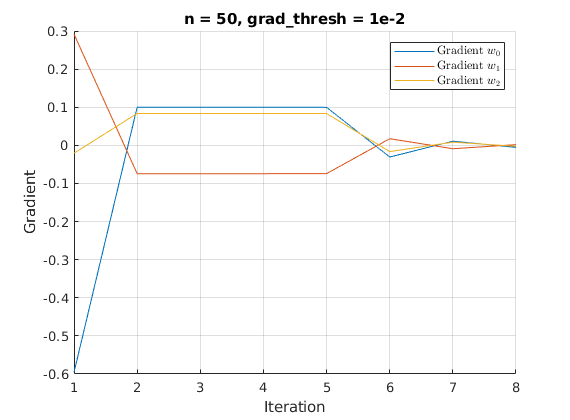 n = 50, grad_thresh = 1e-2
Gradient w₀
Gradient w₁
Gradient w₂
0.3
0.2
0.1
0
-0.1
-0.2
-0.3
-0.4
-0.5
-0.6
Gradient
1 2 3 4 5 6 7 8
Iteration